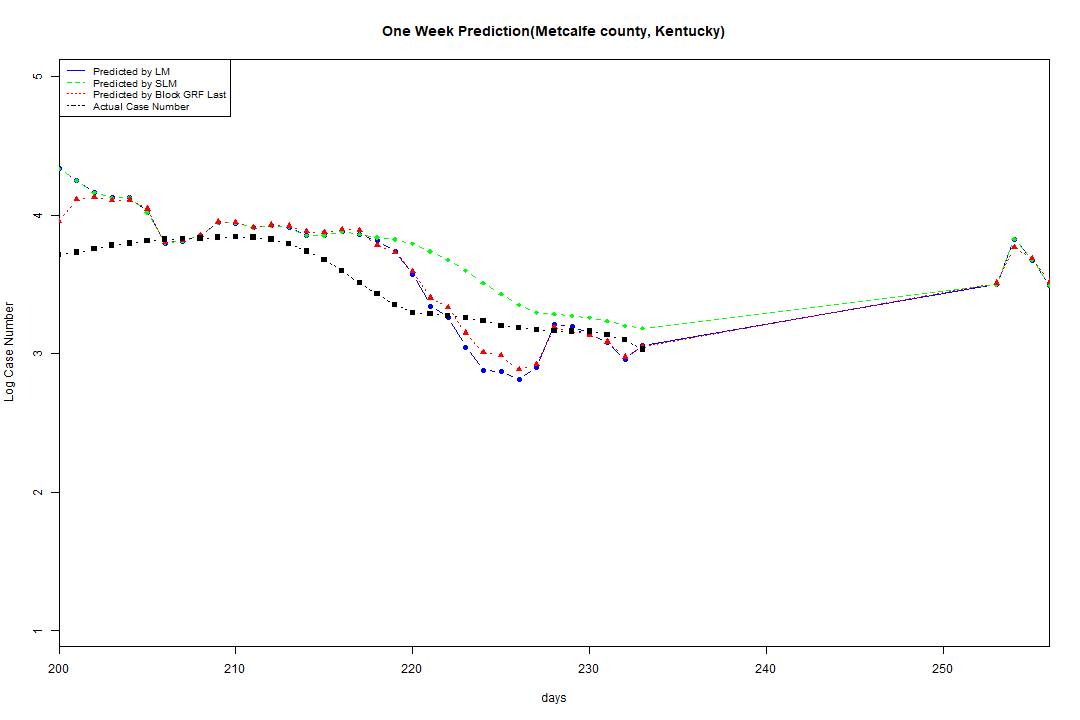 One Week Prediction(Metcalfe county, Kentucky)
Predicted by LM
Predicted by SLM
Predicted by Block GRF Last
Actual Case Number
5
4
3
2
1
Log Case Number
200 210 220 230 240 250
days